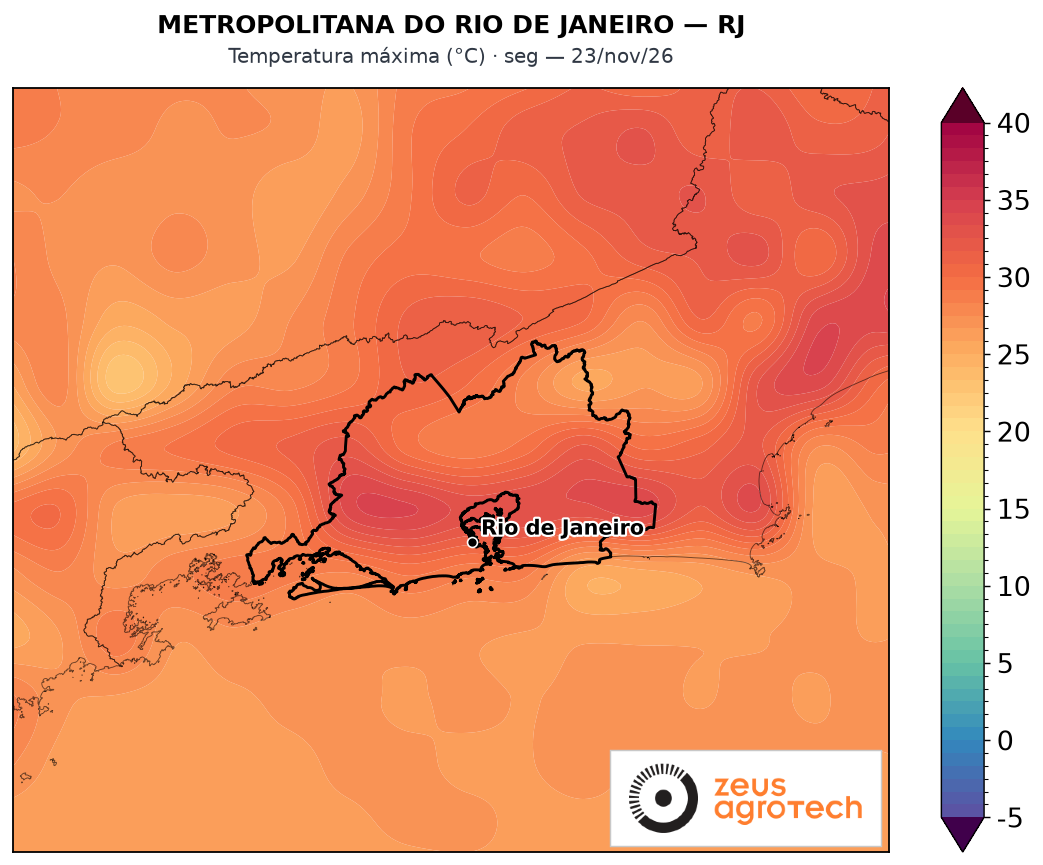 METROPOLITANA DO RIO DE JANEIRO — RJ
Temperatura máxima (°C) · seg — 23/nov/26
40
35
30
25
20
15
10
5
0
-5
Rio de Janeiro
zeus
agrotech